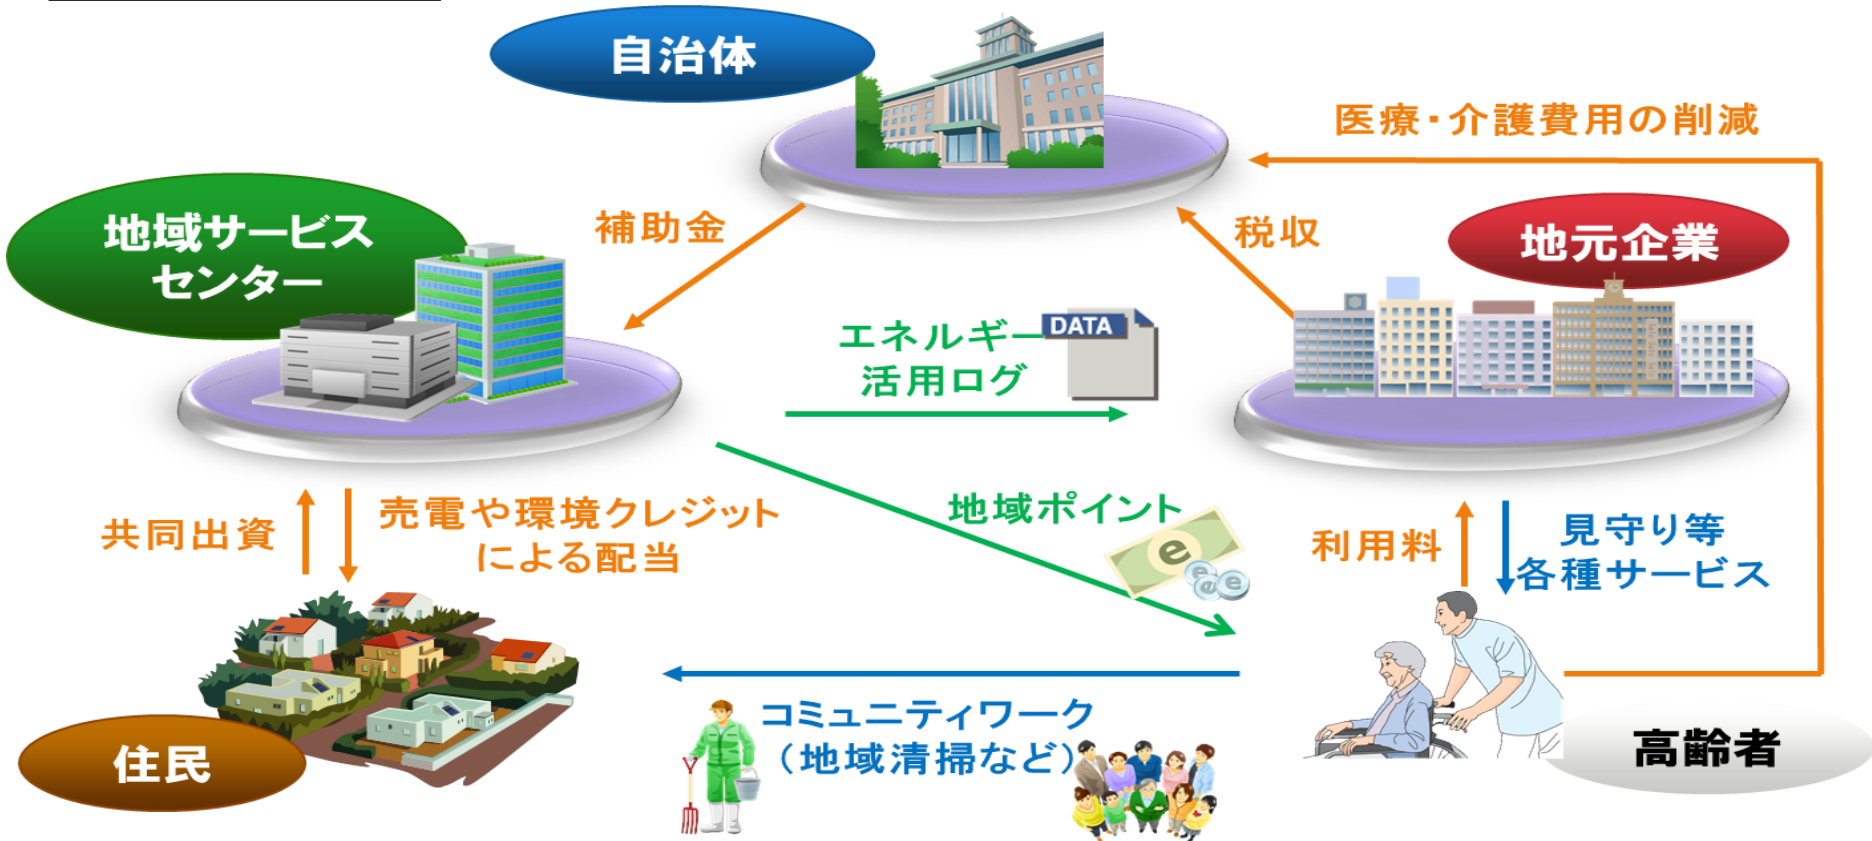 自治体
医療・介護費用の削減
地域サービス
センター
補助金
税収
地元企業
エネルギー
活用ログ
DATA
地域ポイント
e
e
e
共同出資
売電や環境クレジット
による配当
利用料
見守り等
各種サービス
コミュニティワーク
（地域清掃など）
住民
高齢者